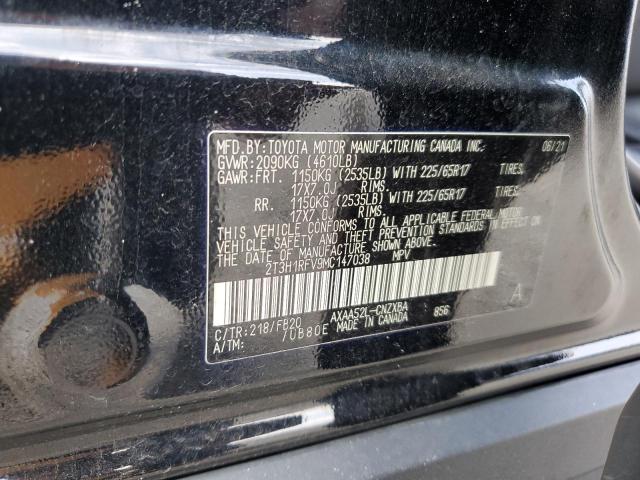 MFD.BY:TOYOTA MOTOR MANUFACTURING CANADA INC. 06/21
GVWR:2090KG (4610LB)
GAWR:FRT. 1150KG (2535LB) WITH 225/65R17 TIRES,
17X7.0J RIMS.
RR. 1150KG (2535LB) WITH 225/65R17 TIRES,
17X7.0J RIMS.
THIS VEHICLE CONFORMS TO ALL APPLICABLE FEDERAL MOTOR
VEHICLE SAFETY AND THEFT PREVENTION STANDARDS IN EFFECT ON
THE DATE OF MANUFACTURE SHOWN ABOVE.
2T3H1RFV9MC147038 MPV
A
C/TR:218/FB20 AXAA52L-CNZXBA 856
A/TM: /UB80E MADE IN CANADA